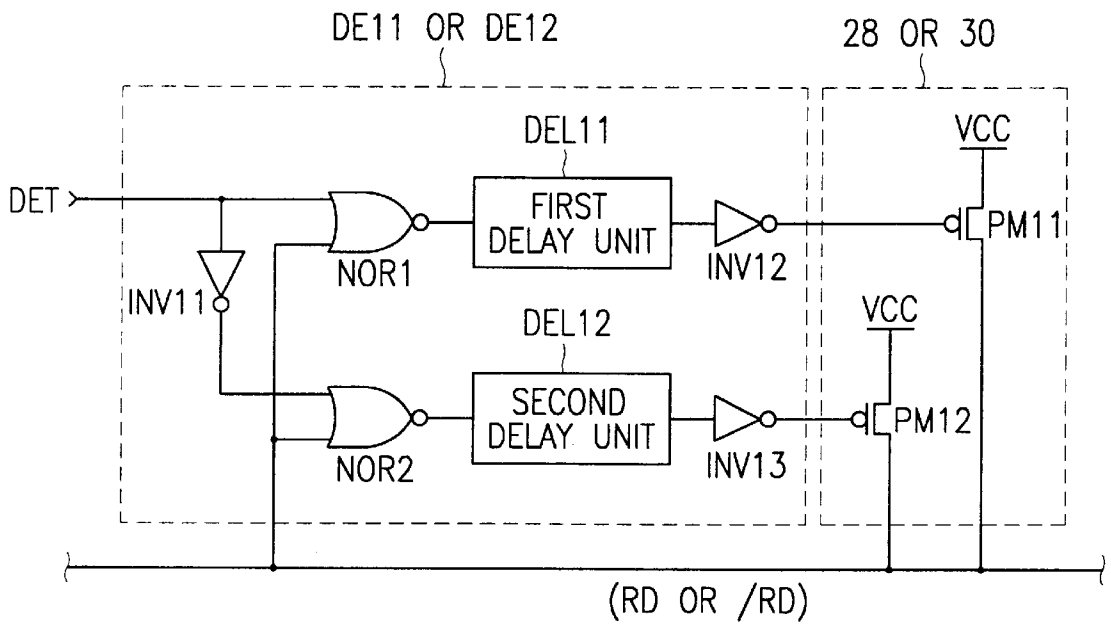 DE11 OR DE12
28 OR 30
DEL11
VCC
DET
FIRST
DELAY UNIT
PM11
NOR1
INV12
INV11
DEL12
VCC
SECOND
DELAY UNIT
PM12
NOR2
INV13
(RD OR /RD)